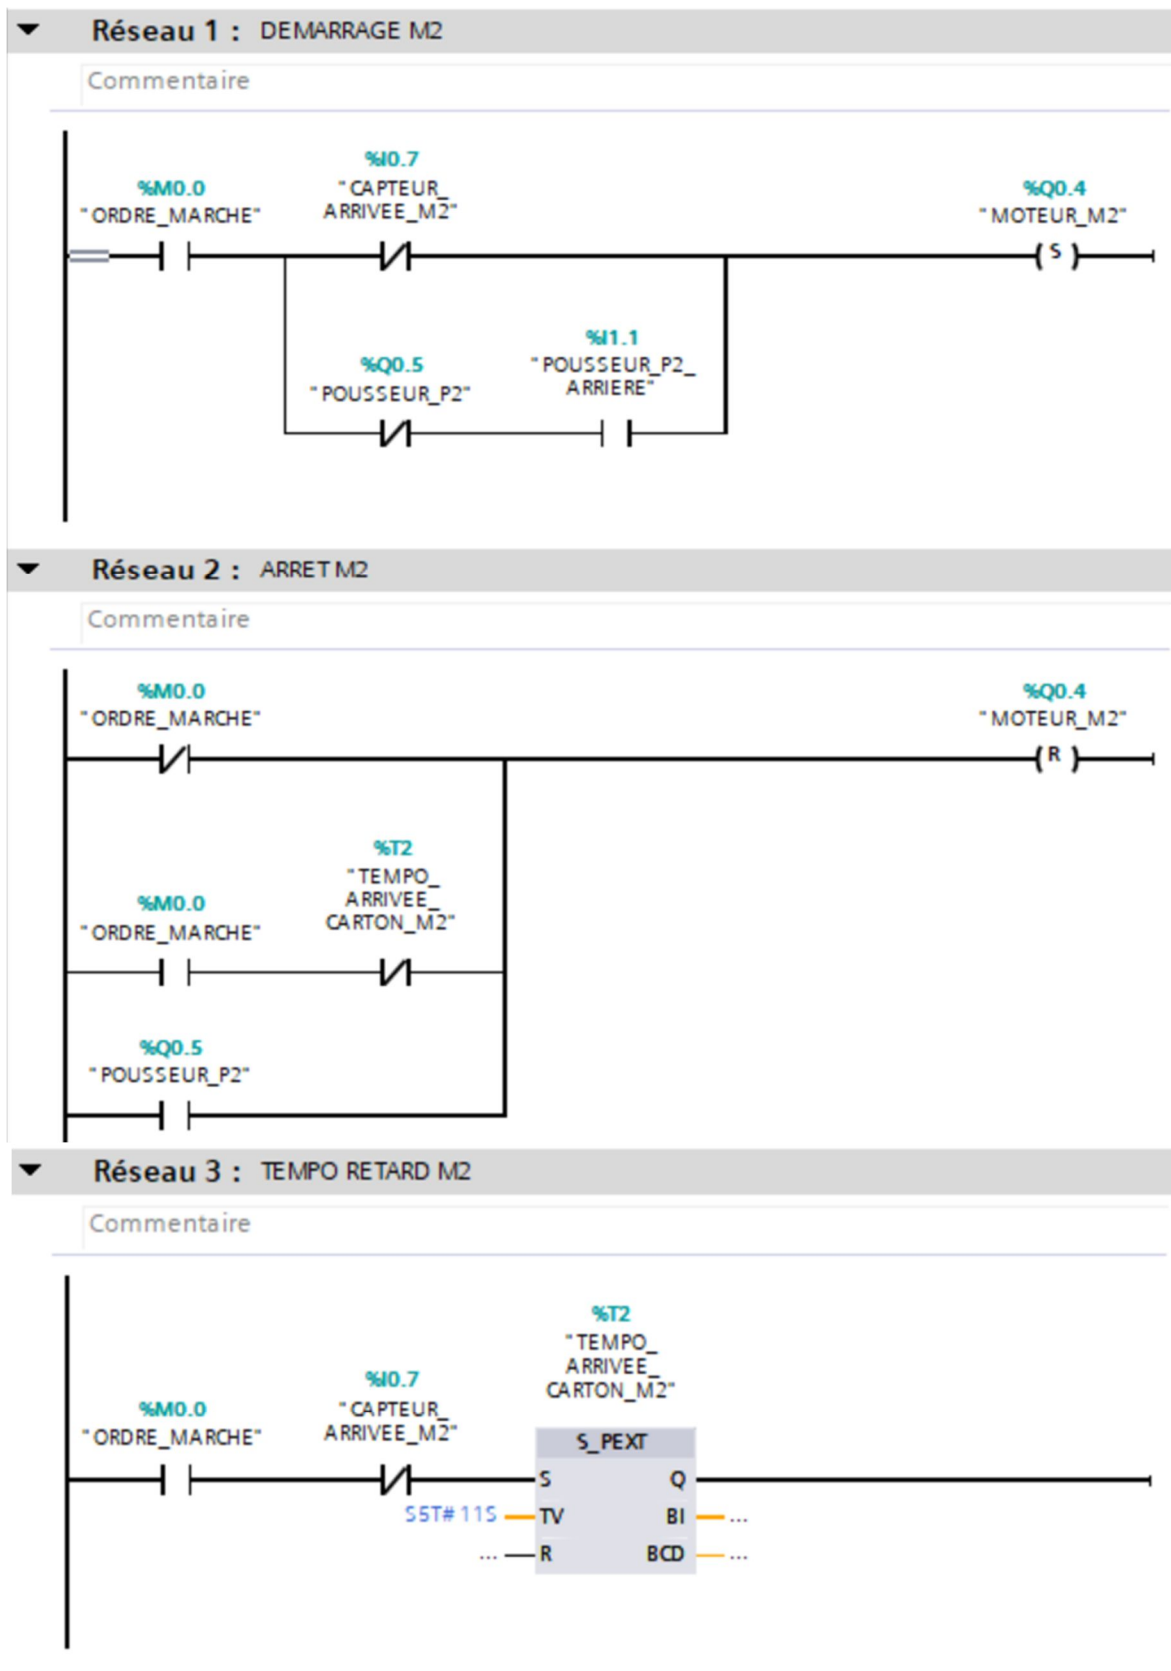 Réseau 1 : DEMARRAGE M2
Commentaire
%M0.0
"ORDRE_MARCHE"
%I0.7
"CAPTEUR_
ARRIVEE_M2"
%Q0.4
"MOTEUR_M2"
S
%Q0.5
"POUSSEUR_P2"
%I1.1
"POUSSEUR_P2_
ARRIERE"
Réseau 2 : ARRET M2
Commentaire
%M0.0
"ORDRE_MARCHE"
%Q0.4
"MOTEUR_M2"
R
%M0.0
"ORDRE_MARCHE"
%T2
"TEMPO_
ARRIVEE_
CARTON_M2"
%Q0.5
"POUSSEUR_P2"
Réseau 3 : TEMPO RETARD M2
Commentaire
%M0.0
"ORDRE_MARCHE"
%I0.7
"CAPTEUR_
ARRIVEE_M2"
%T2
"TEMPO_
ARRIVEE_
CARTON_M2"
S_PEXT
S Q
S5T#11S TV BI ...
... R BCD ...